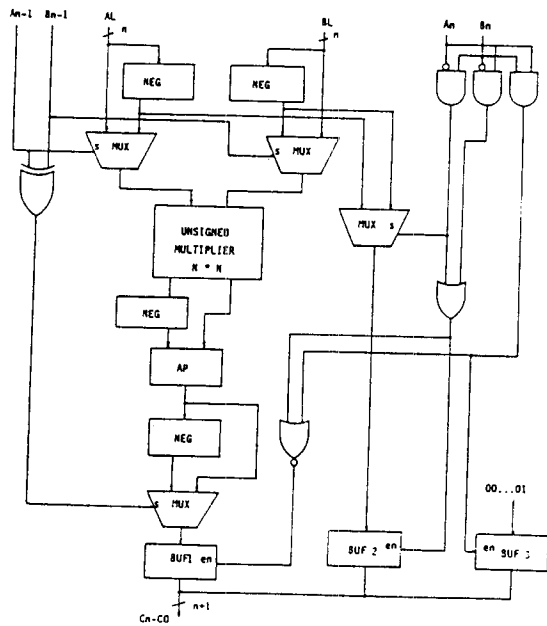 An-1 Bn-1 AL BL An Bn
n n
NEG NEG
s MUX s MUX
MUX s
UNSIGNED
MULTIPLIER
N * N
NEG
AP
NEG
s MUX
00...01
BUF1 en BUF 2 en en BUF
n+1
Cn-C0